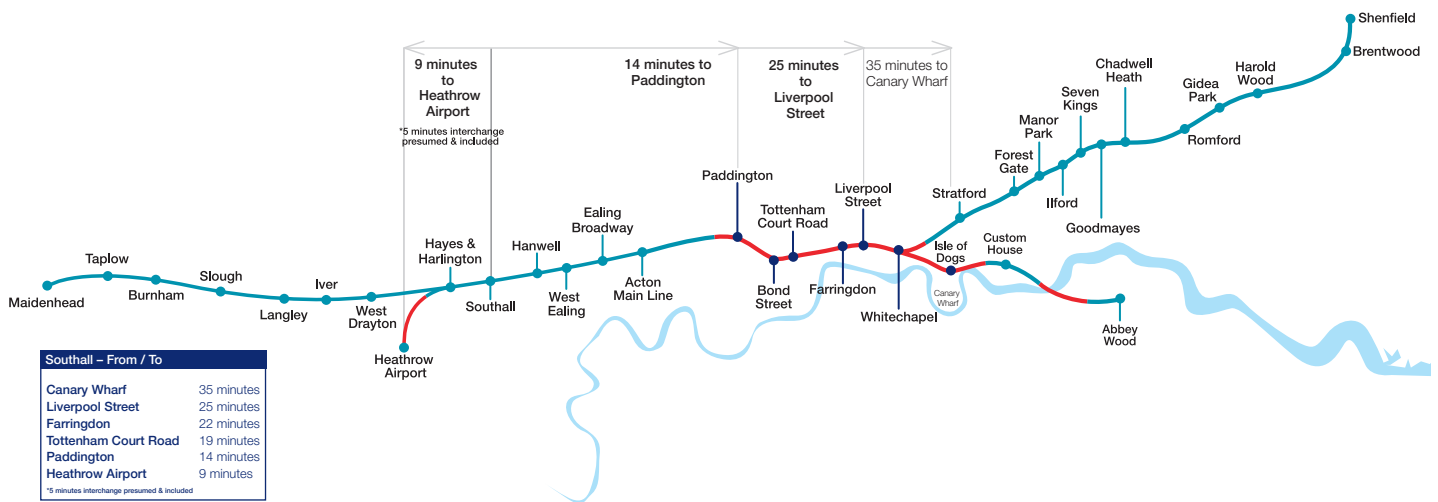 Shenfield
Brentwood
9 minutes
to
Heathrow
Airport
*5 minutes interchange
presumed & included
14 minutes to
Paddington
25 minutes
to
Liverpool
Street
35 minutes to
Canary Wharf
Chadwell
Heath
Harold
Wood
Gidea
Park
Seven
Kings
Manor
Park
Romford
Forest
Gate
Ilford
Goodmayes
Paddington
Liverpool
Street
Stratford
Tottenham
Court Road
Ealing
Broadway
Hayes &
Harlington
Hanwell
Isle of
Dogs
Custom
House
Taplow
Slough
Iver
Maidenhead
Burnham
Langley
West
Drayton
Southall
West
Ealing
Acton
Main Line
Bond
Street
Farringdon
Whitechapel
Canary
Wharf
Abbey
Wood
Heathrow
Airport
Southall – From / To
Canary Wharf 35 minutes
Liverpool Street 25 minutes
Farringdon 22 minutes
Tottenham Court Road 19 minutes
Paddington 14 minutes
Heathrow Airport 9 minutes
*5 minutes interchange presumed & included